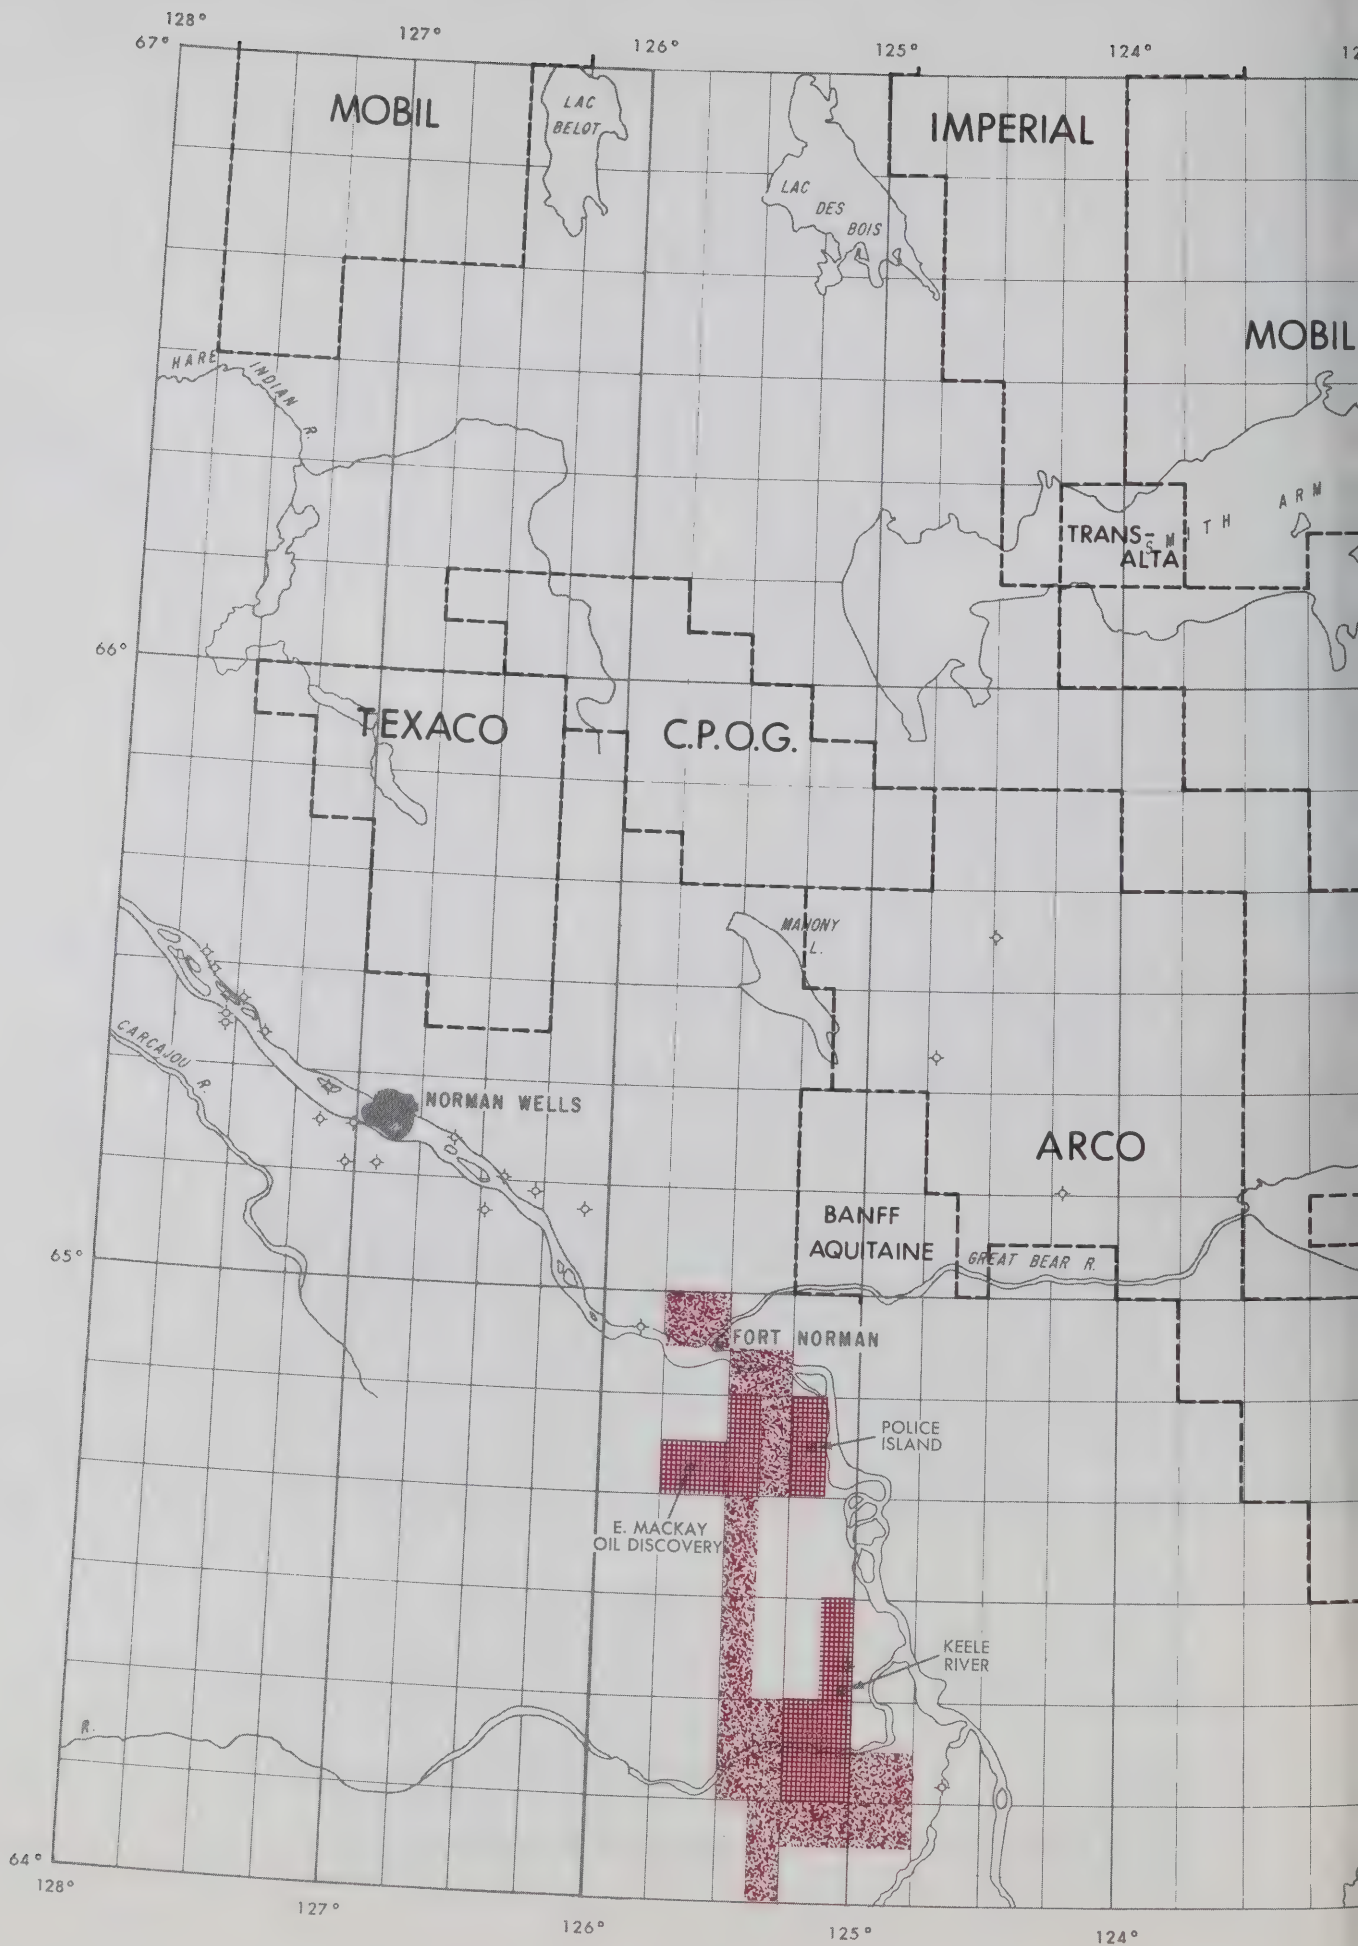 128°
127°
126°
125°
124°
12
67°
MOBIL
LAC
BELOT
IMPERIAL
LAC
DES
BOIS
MOBIL
HARE
INDIAN
R.
SMITH ARM
TRANS-
ALTA
66°
TEXACO
C.P.O.G.
MAHONY
L.
CARCAJOU R.
NORMAN WELLS
ARCO
BANFF
AQUITAINE
65°
GREAT BEAR R.
FORT NORMAN
POLICE
ISLAND
E. MACKAY
OIL DISCOVERY
KEELE
RIVER
R.
64°
128°
127°
126°
125°
124°